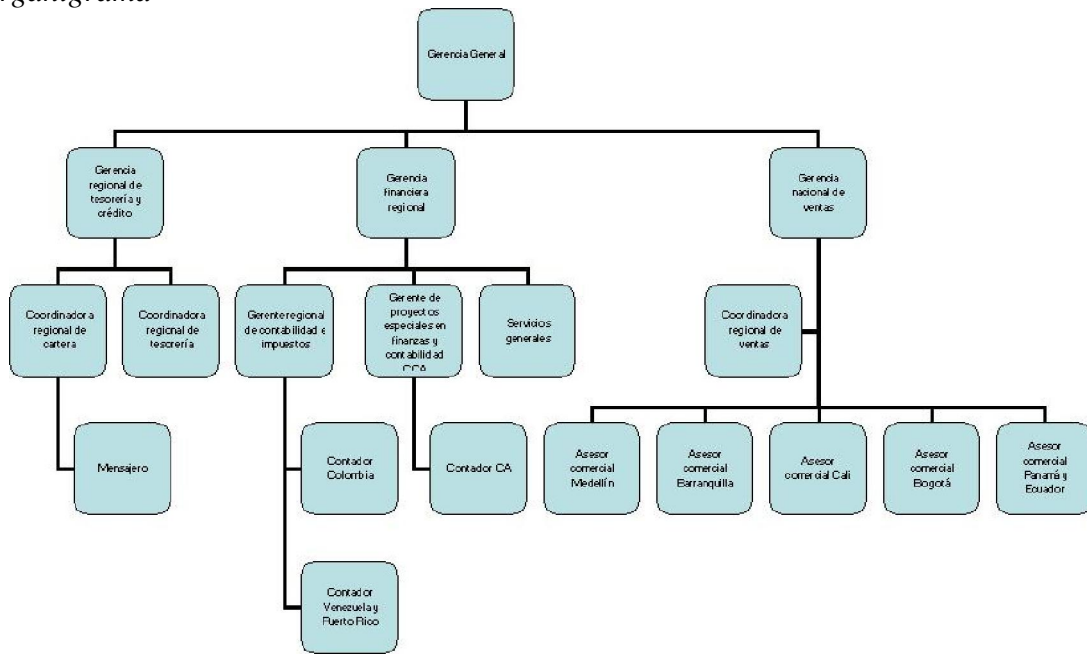 rganigrama
Gerencia General
Gerencia
regional de
tesorería y
crédito
Gerencia
financiera
regional
Gerencia
nacional de
ventas
Coordinadora
regional de
cartera
Coordinadora
regional de
tesorería
Gerente regional
de contabilidad e
impuestos
Gerente de
proyectos
especiales en
finanzas y
contabilidad
CCA
Servicios
generales
Coordinadora
regional de
ventas
Mensajero
Contador
Colombia
Contador CA
Asesor
comercial
Medellín
Asesor
comercial
Barranquilla
Asesor
comercial Cali
Asesor
comercial
Bogotá
Asesor
comercial
Panamá y
Ecuador
Contador
Venezuela y
Puerto Rico